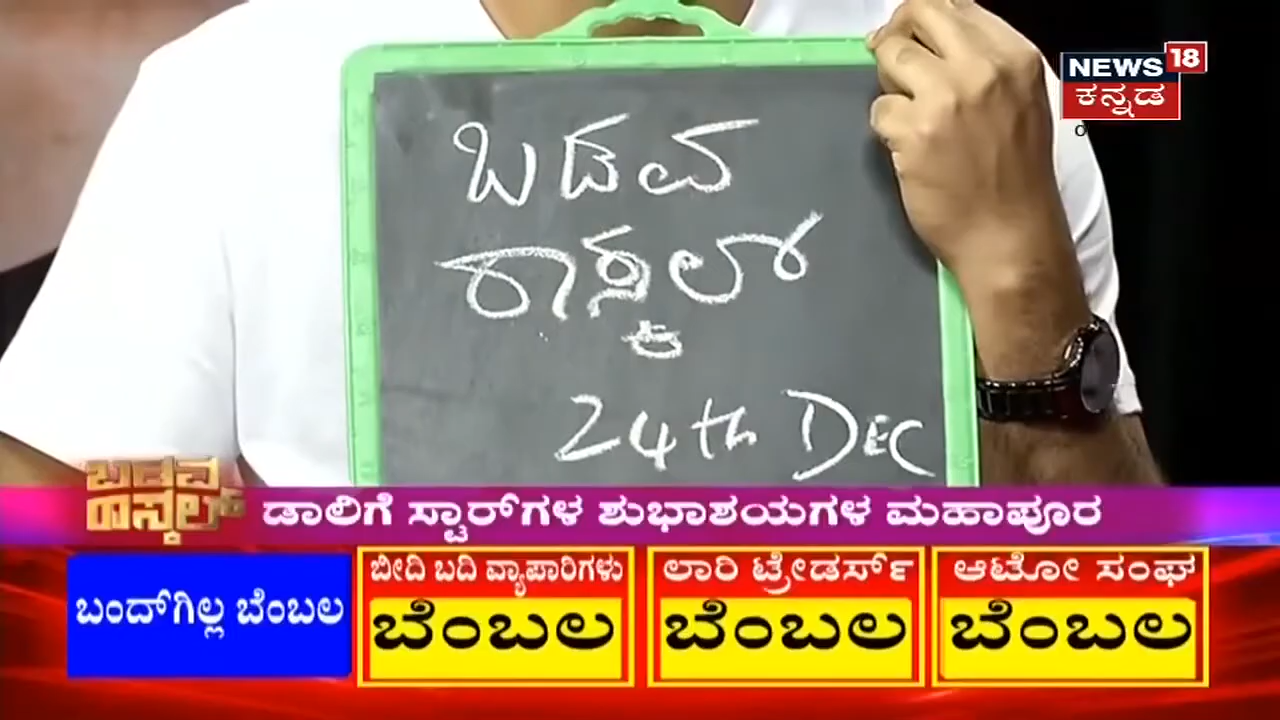 NEWS 18
ಕನ್ನಡ
ಬಡವ
ರಾಸ್ಕಲ್
24th DEC
ಬಡವ
ರಾಸ್ಕಲ್
ಡಾಲಿಗೆ ಸ್ಟಾರ್‌ಗಳ ಶುಭಾಶಯಗಳ ಮಹಾಪೂರ
ಬಂದ್‌ಗಿಲ್ಲ ಬೆಂಬಲ
ಬೀದಿ ಬದಿ ವ್ಯಾಪಾರಿಗಳು
ಬೆಂಬಲ
ಲಾರಿ ಟ್ರೇಡರ್ಸ್
ಬೆಂಬಲ
ಆಟೋ ಸಂಘ
ಬೆಂಬಲ